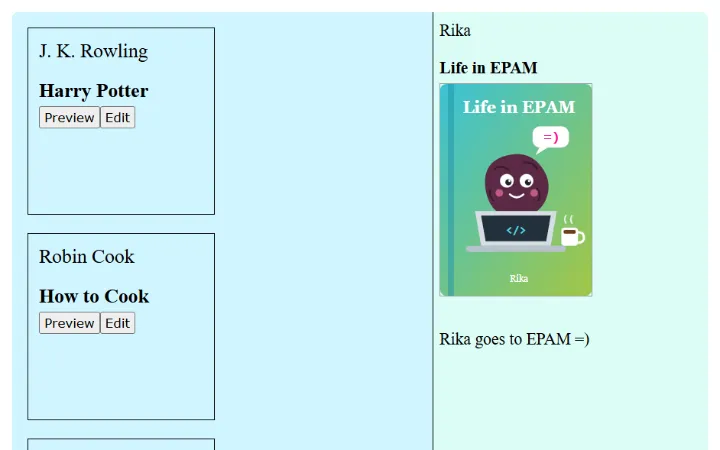 J. K. Rowling
Harry Potter
Preview Edit
Robin Cook
How to Cook
Preview Edit
Rika
Life in EPAM
Life in EPAM
=)
</>
Rika
Rika goes to EPAM =)